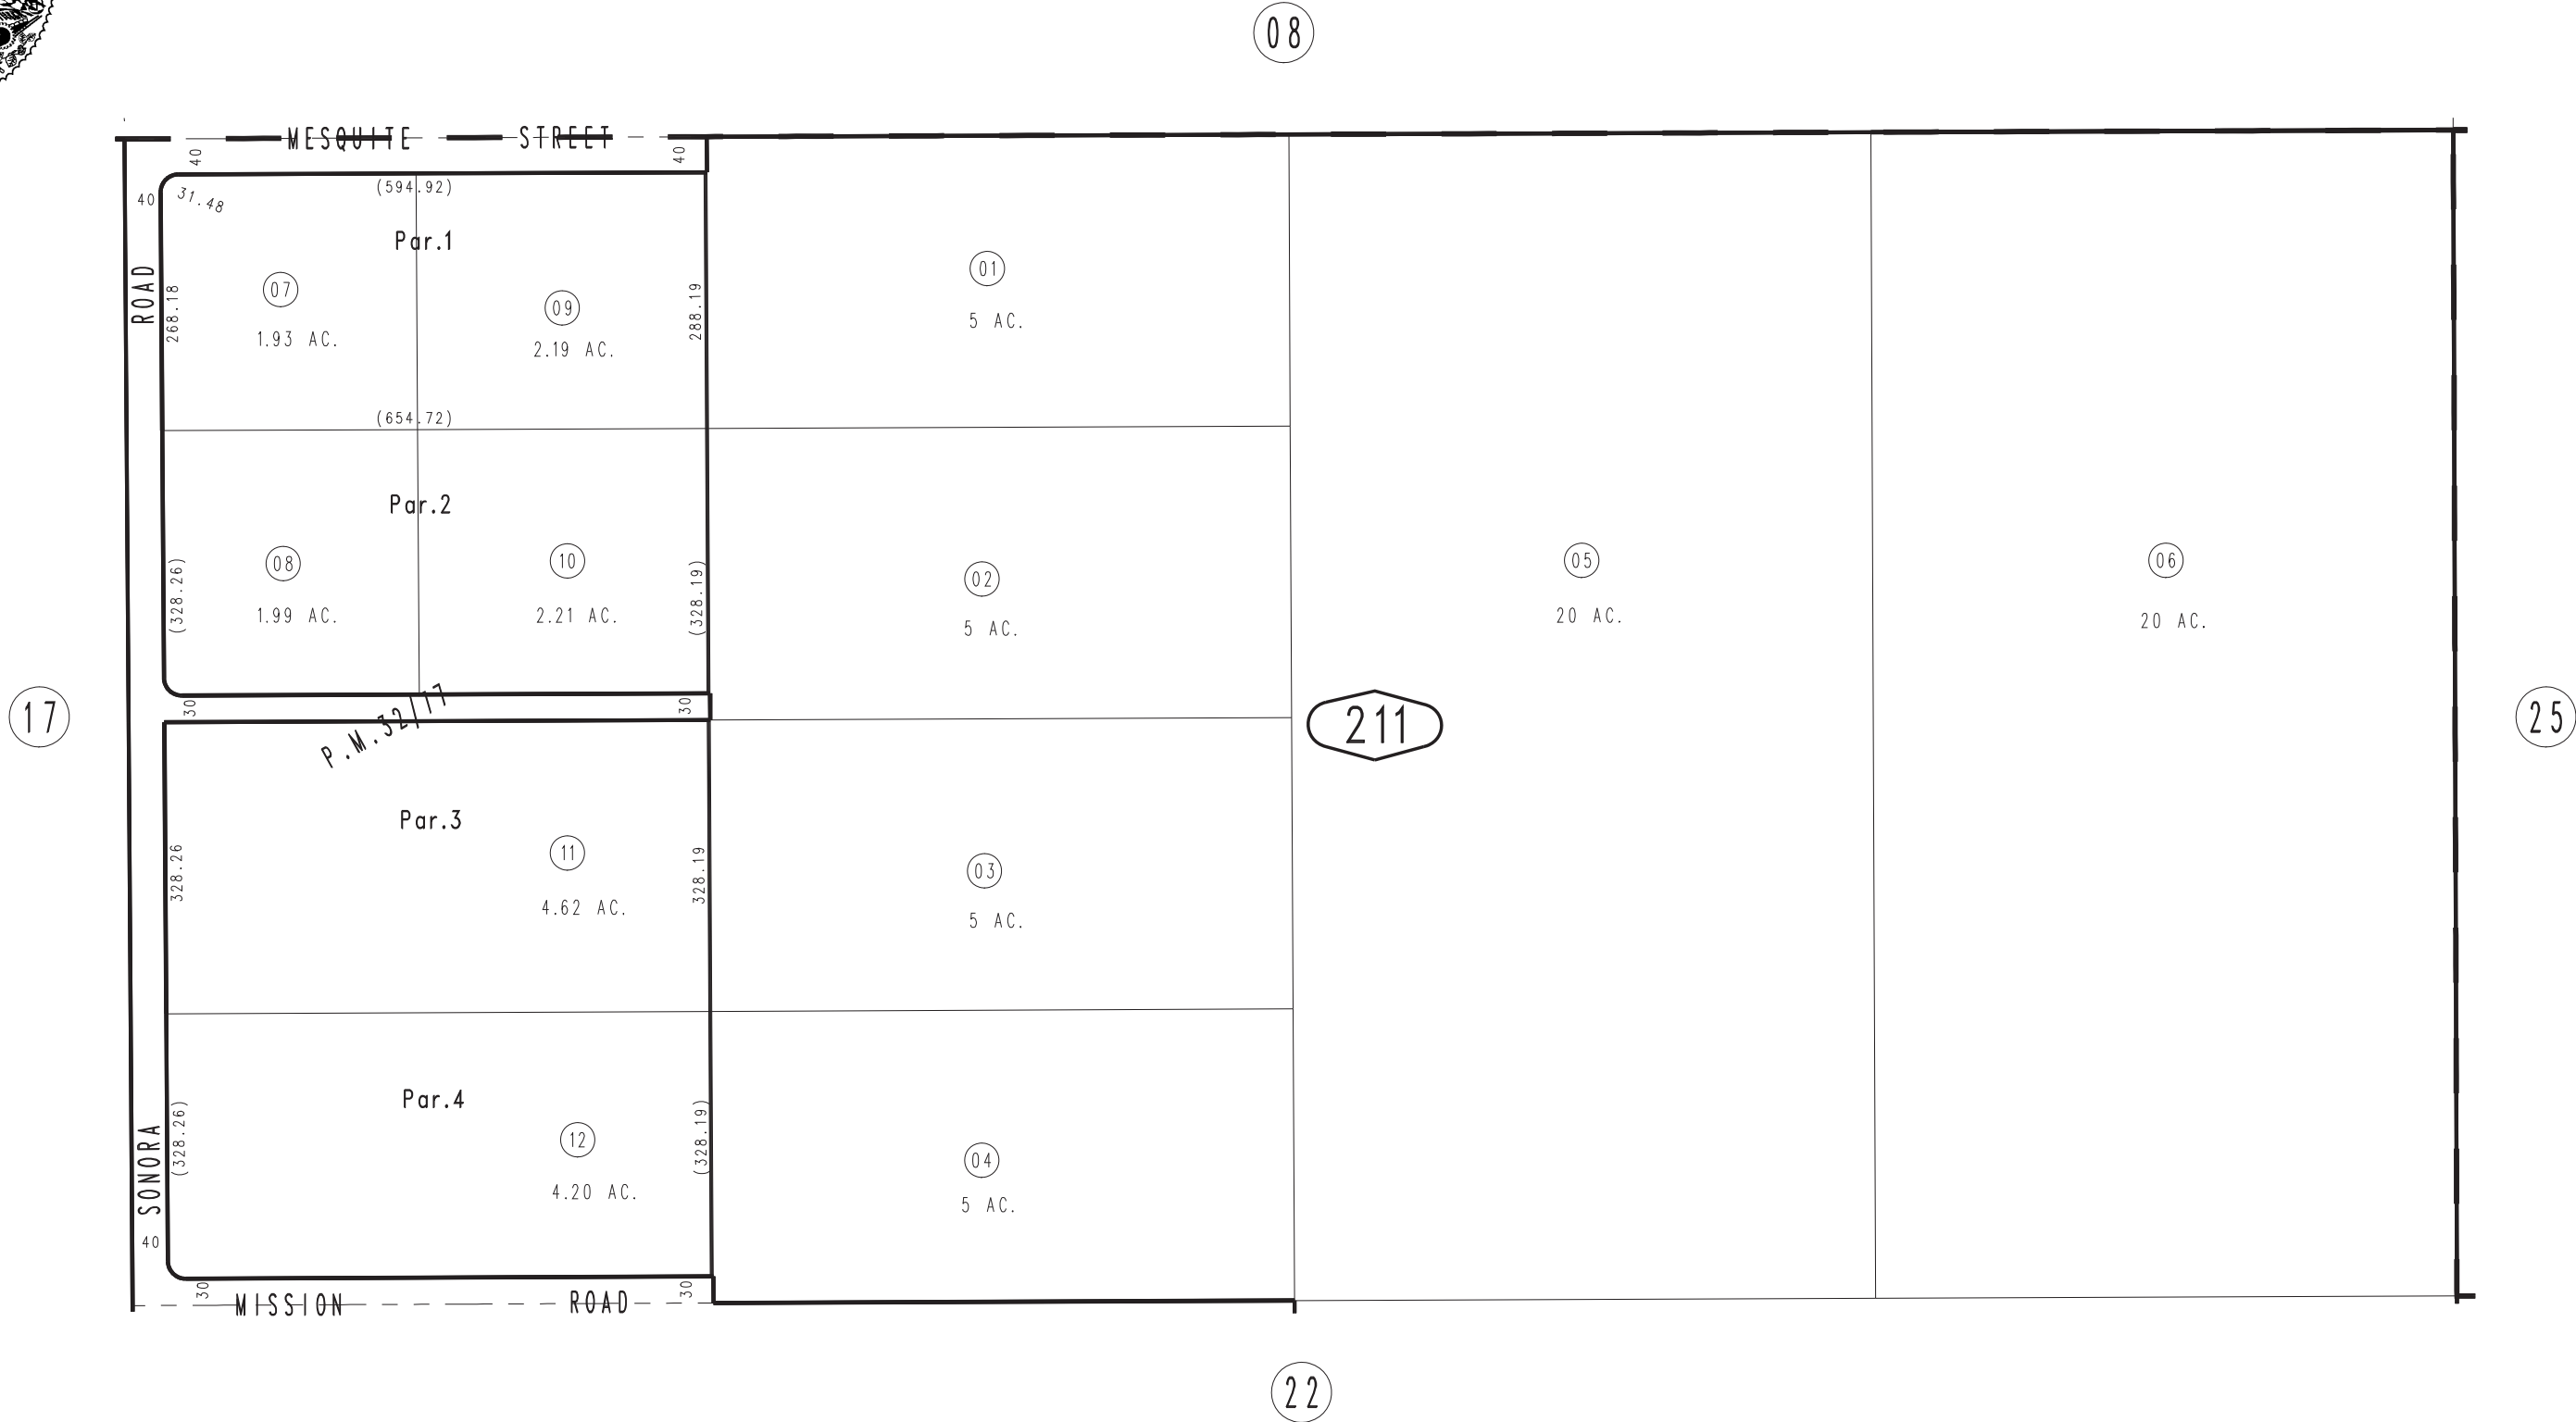 08
MESQUITE STREET
40
40
40
31.48
(594.92)
Par.1
ROAD
268.18
07
1.93 AC.
09
2.19 AC.
288.19
01
5 AC.
(654.72)
Par.2
(328.26)
08
1.99 AC.
10
2.21 AC.
(328.19)
02
5 AC.
05
20 AC.
06
20 AC.
17
30
30
P.M.32/17
211
25
Par.3
328.26
11
4.62 AC.
328.19
03
5 AC.
Par.4
SONORA
(328.26)
12
4.20 AC.
(328.19)
04
5 AC.
40
30
30
MISSION ROAD
22